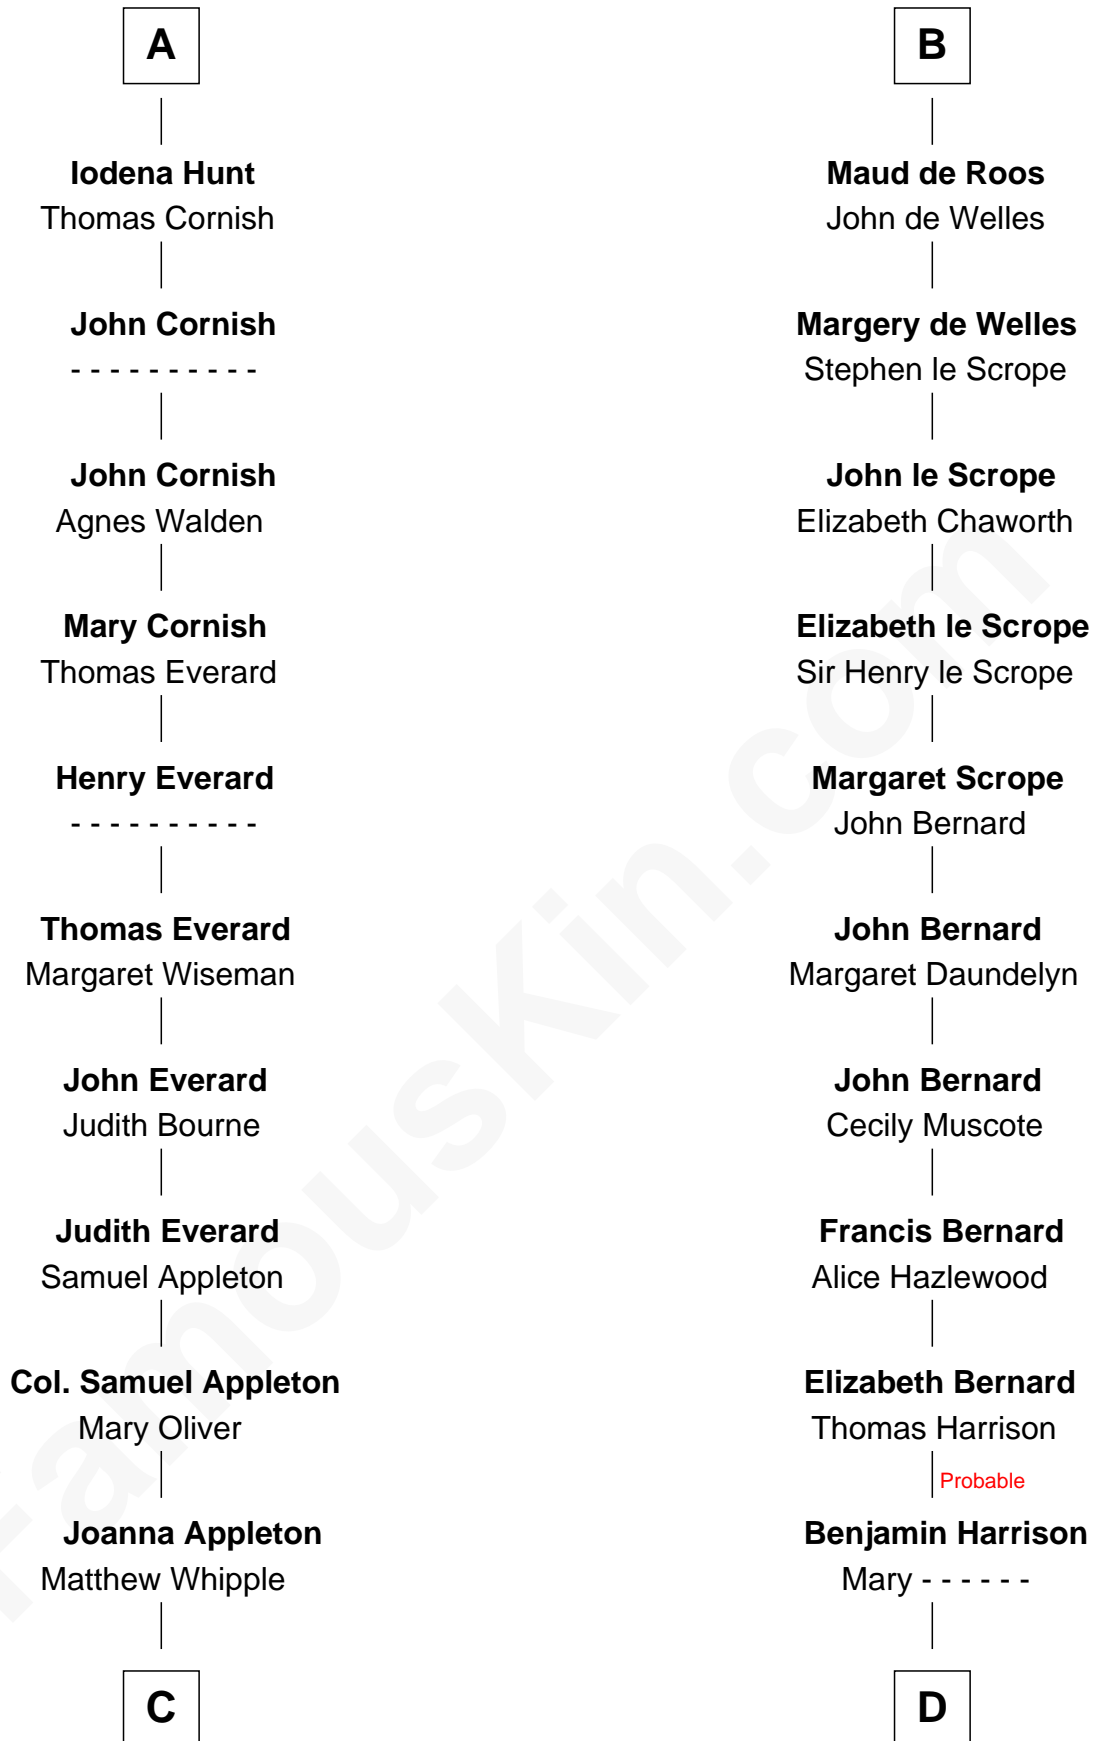 A
Iodena Hunt
Thomas Cornish
John Cornish
- - - - - - - - - -
John Cornish
Agnes Walden
Mary Cornish
Thomas Everard
Henry Everard
- - - - - - - - - -
Thomas Everard
Margaret Wiseman
John Everard
Judith Bourne
Judith Everard
Samuel Appleton
Col. Samuel Appleton
Mary Oliver
Joanna Appleton
Matthew Whipple
C
B
Maud de Roos
John de Welles
Margery de Welles
Stephen le Scrope
John le Scrope
Elizabeth Chaworth
Elizabeth le Scrope
Sir Henry le Scrope
Margaret Scrope
John Bernard
John Bernard
Margaret Daundelyn
John Bernard
Cecily Muscote
Francis Bernard
Alice Hazlewood
Elizabeth Bernard
Thomas Harrison
Probable
Benjamin Harrison
Mary - - - - - -
D
FamousKin.com